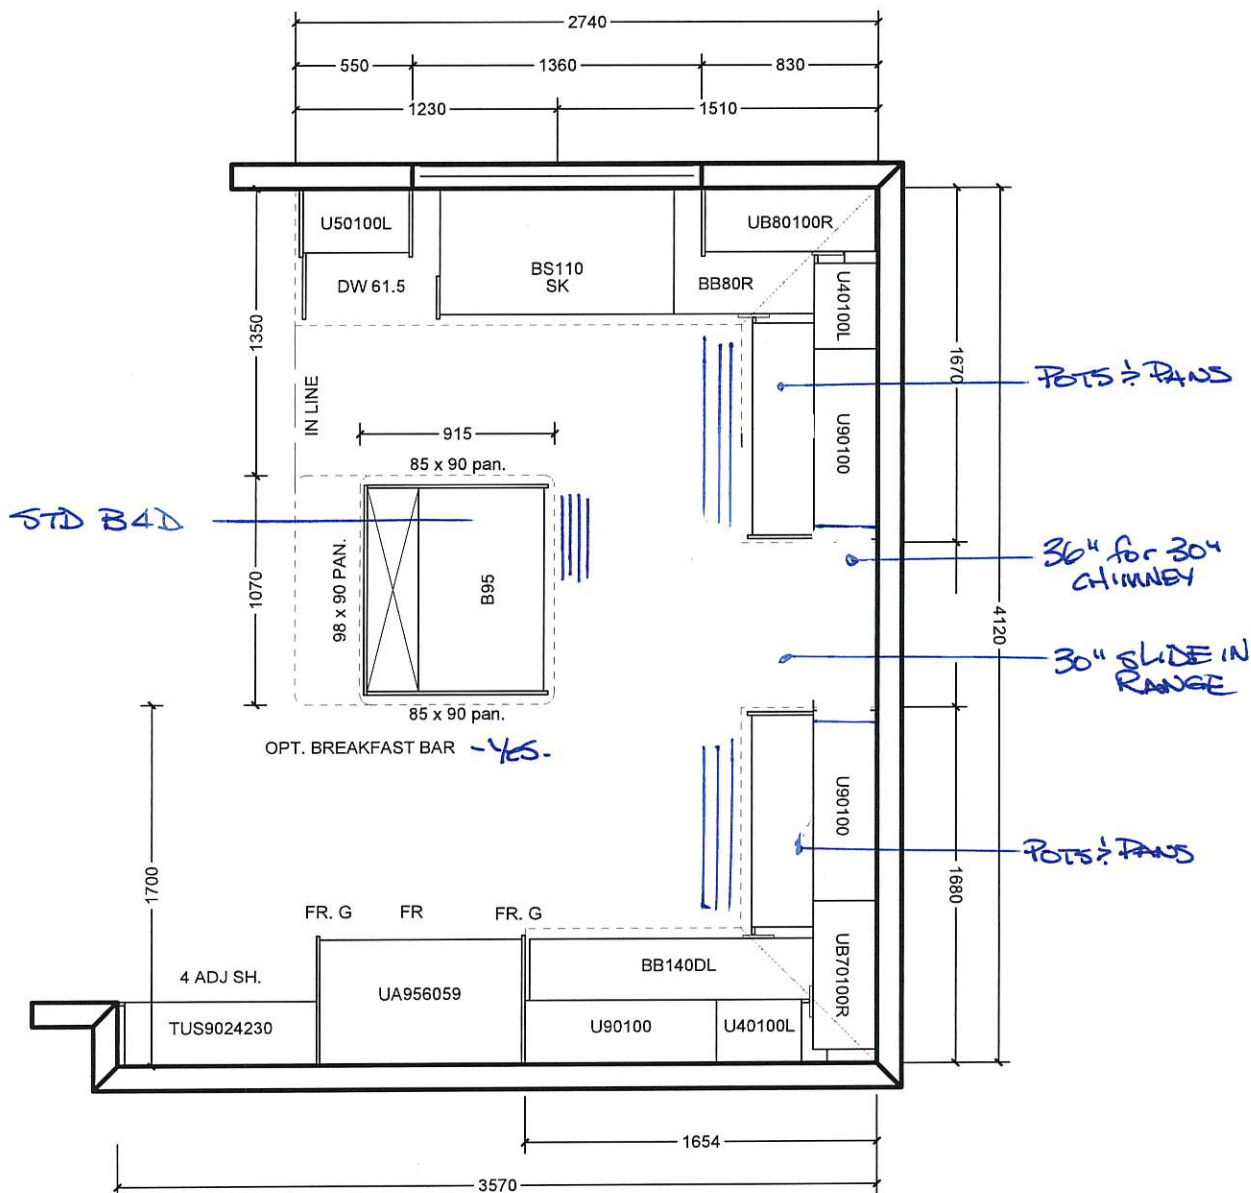 2740
550
1360
830
1230
1510
U50100L
UB80100R
DW 61.5
BS110
SK
BB80R
U40100L
1350
IN LINE
915
85 x 90 pan.
U90100
1670
POTS & PANS
STD B4D
98 x 90 PAN.
B95
1070
36" for 30"
CHIMNEY
4120
30" SLIDE IN
RANGE
85 x 90 pan.
OPT. BREAKFAST BAR - YES -
U90100
POTS & PANS
1700
1680
FR. G
FR
FR. G
4 ADJ SH.
UA956059
BB140DL
UB70100R
TUS9024230
U90100
U40100L
1654
3570